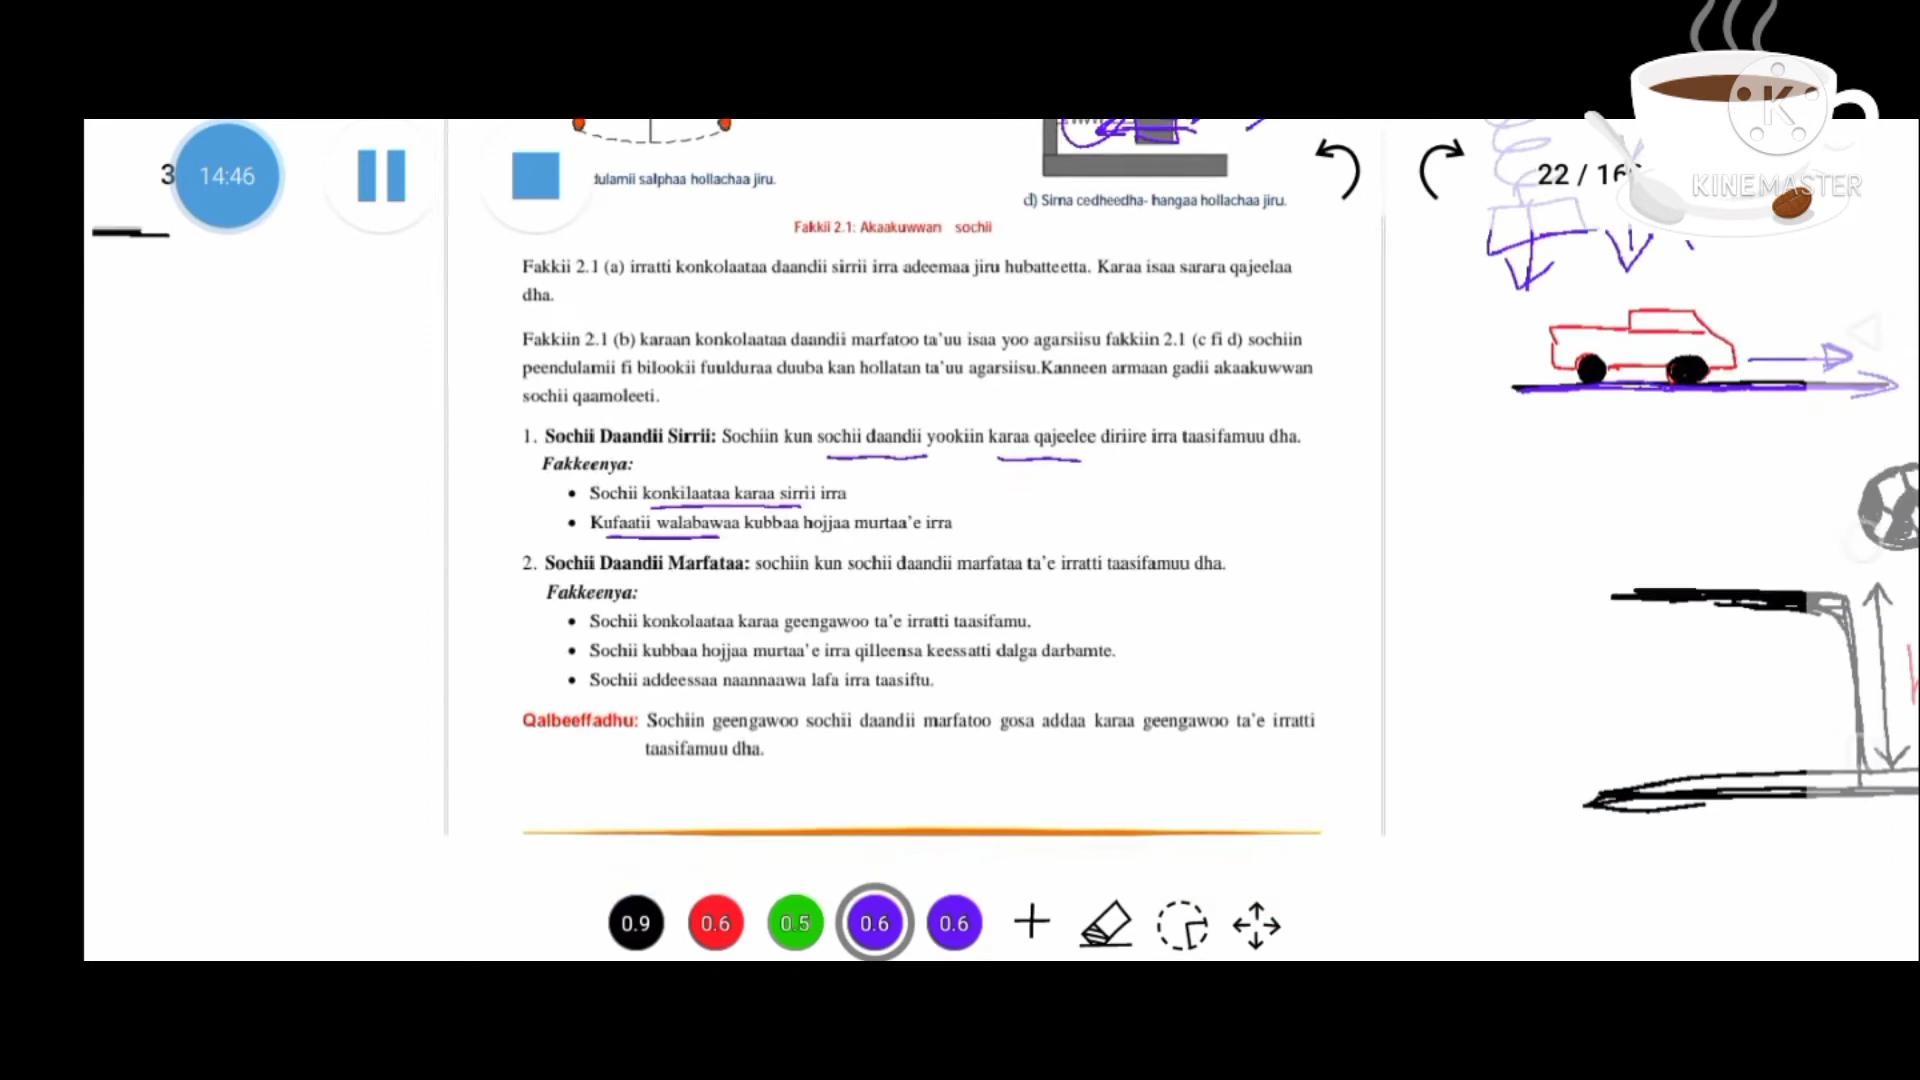 3
14:46
22 / 16
KINEMASTER
dulamii salphaa hollachaa jiru.
d) Sirna cedheedha- hangaa hollachaa jiru.
Fakkii 2.1: Akaakuwwan sochii
Fakkii 2.1 (a) irratti konkolaataa daandii sirrii irra adeemaa jiru hubatteetta. Karaa isaa sarara qajeelaa
dha.
Fakkiin 2.1 (b) karaan konkolaataa daandii marfatoo ta'uu isaa yoo agarsiisu fakkiin 2.1 (c fi d) sochiin
peendulamii fi bilookii fuulduraa duuba kan hollatan ta'uu agarsiisu.Kanneen armaan gadii akaakuwwan
sochii qaamoleeti.
1. Sochii Daandii Sirrii: Sochiin kun sochii daandii yookiin karaa qajeelee diriire irra taasifamuu dha.
Fakkeenya:
• Sochii konkilaataa karaa sirrii irra
• Kufaatii walabawaa kubbaa hojjaa murtaa'e irra
2. Sochii Daandii Marfataa: sochiin kun sochii daandii marfataa ta'e irratti taasifamuu dha.
Fakkeenya:
• Sochii konkolaataa karaa geengawoo ta'e irratti taasifamu.
• Sochii kubbaa hojjaa murtaa'e irra qilleensa keessatti dalga darbamte.
• Sochii addeessaa naannaawa lafa irra taasiftu.
Qalbeeffadhu: Sochiin geengawoo sochii daandii marfatoo gosa addaa karaa geengawoo ta'e irratti
taasifamuu dha.
0.9 0.6 0.5 0.6 0.6